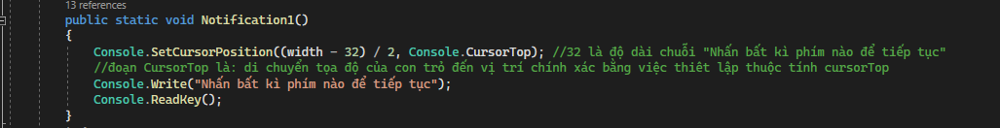 13 references
public static void Notification1()
{
Console.SetCursorPosition((width - 32) / 2, Console.CursorTop); //32 là độ dài chuỗi "Nhấn bất kì phím nào để tiếp tục"
//đoạn CursorTop là: di chuyển tọa độ của con trỏ đến vị trí chính xác bằng việc thiêt lập thuộc tính cursorTop
Console.Write("Nhấn bất kì phím nào để tiếp tục");
Console.ReadKey();
}